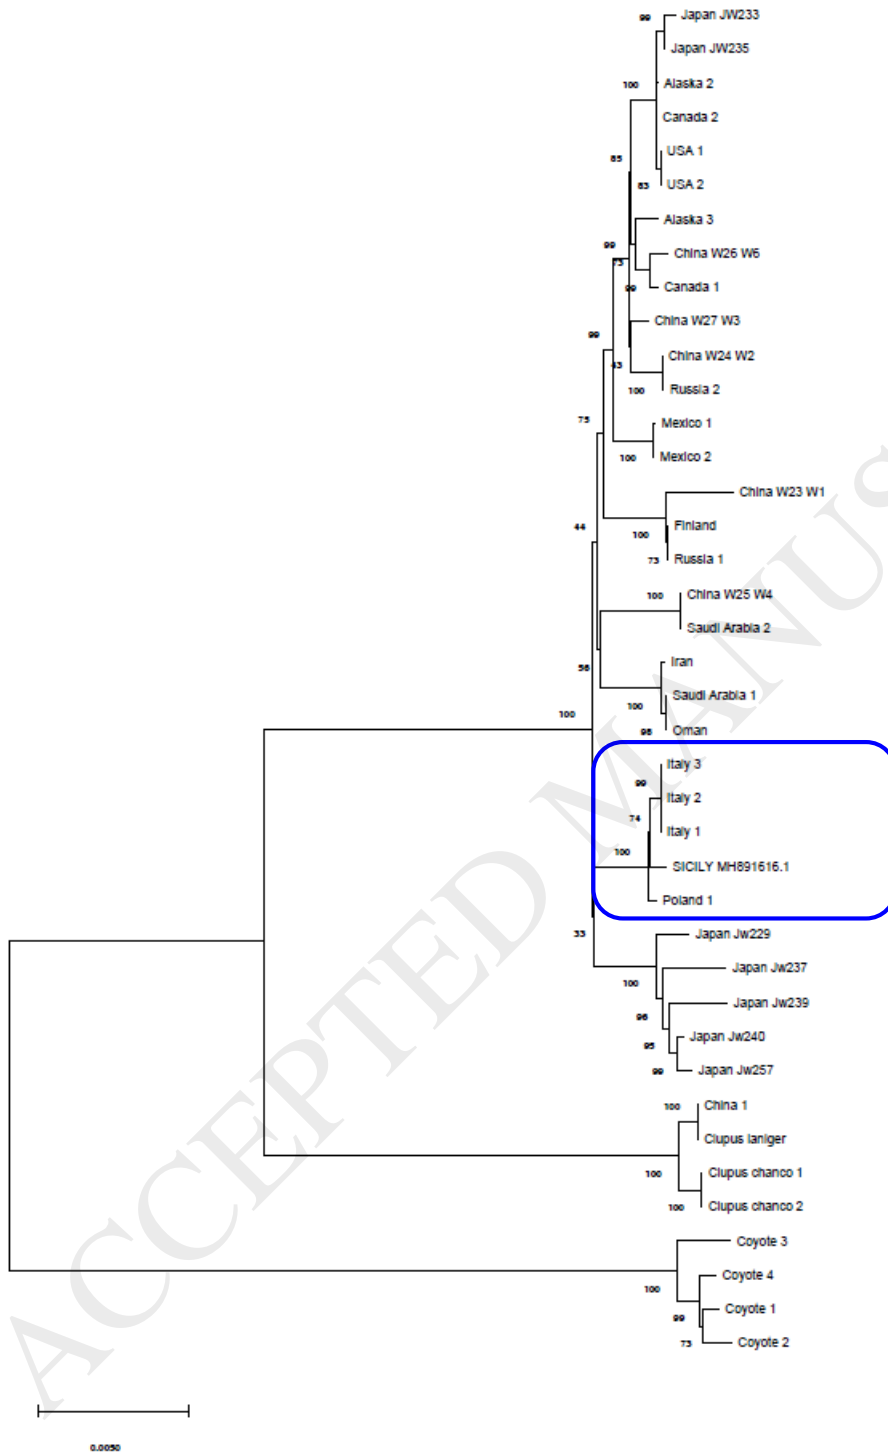 99
Japan JW233
Japan JW235
100
Alaska 2
Canada 2
USA 1
85
83
USA 2
Alaska 3
99
China W26 W6
73
99
Canada 1
China W27 W3
99
China W24 W2
43
100
Russia 2
75
Mexico 1
100
Mexico 2
China W23 W1
44
Finland
100
73
Russia 1
100
China W25 W4
Saudi Arabia 2
56
Iran
100
Saudi Arabia 1
100
98
Oman
Italy 3
99
Italy 2
74
Italy 1
100
SICILY MH891616.1
Poland 1
33
Japan Jw229
Japan Jw237
100
Japan Jw239
96
Japan Jw240
95
99
Japan Jw257
100
China 1
Clupus laniger
100
Clupus chanco 1
100
Clupus chanco 2
Coyote 3
100
Coyote 4
99
Coyote 1
73
Coyote 2
0.0050
ACCEPTED MANUS